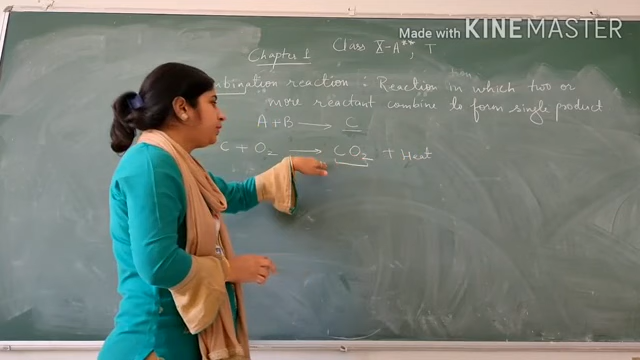 Made with KINEMASTER
Chapter 1 Class X-A**, T
bination reaction : Reaction in which two or
more reactant combine to form single product
A + B → C
C + O2 → CO2 + Heat